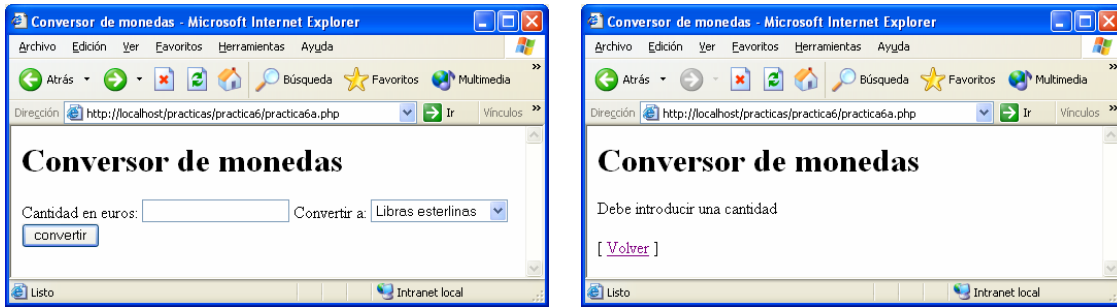 Conversor de monedas - Microsoft Internet Explorer
Archivo Edición Ver Favoritos Herramientas Ayuda
Atrás Búsqueda Favoritos Multimedia »
Dirección http://localhost/practicas/practica6/practica6a.php Ir Vínculos »
Conversor de monedas
Cantidad en euros: Convertir a: Libras esterlinas
convertir
Listo Intranet local
Conversor de monedas - Microsoft Internet Explorer
Archivo Edición Ver Favoritos Herramientas Ayuda
Atrás Búsqueda Favoritos Multimedia »
Dirección http://localhost/practicas/practica6/practica6a.php Ir Vínculos »
Conversor de monedas
Debe introducir una cantidad
[ Volver ]
Listo Intranet local